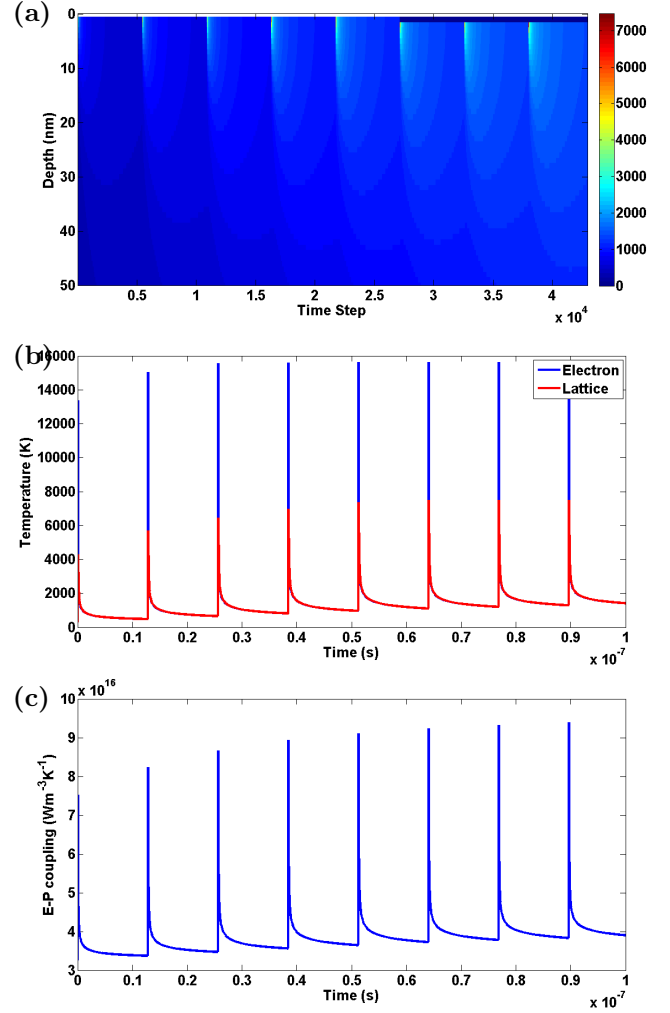 (a)
0
10
20
30
40
50
Depth (nm)
0.5 1 1.5 2 2.5 3 3.5 4
Time Step
x 10^4
7000
6000
5000
4000
3000
2000
1000
0
(b)
16000
14000
12000
10000
8000
6000
4000
2000
0
Temperature (K)
Electron
Lattice
0 0.1 0.2 0.3 0.4 0.5 0.6 0.7 0.8 0.9 1
Time (s)
x 10^-7
(c)
x 10^16
10
9
8
7
6
5
4
3
E-P coupling (Wm^-3K^-1)
0 0.1 0.2 0.3 0.4 0.5 0.6 0.7 0.8 0.9 1
Time (s)
x 10^-7